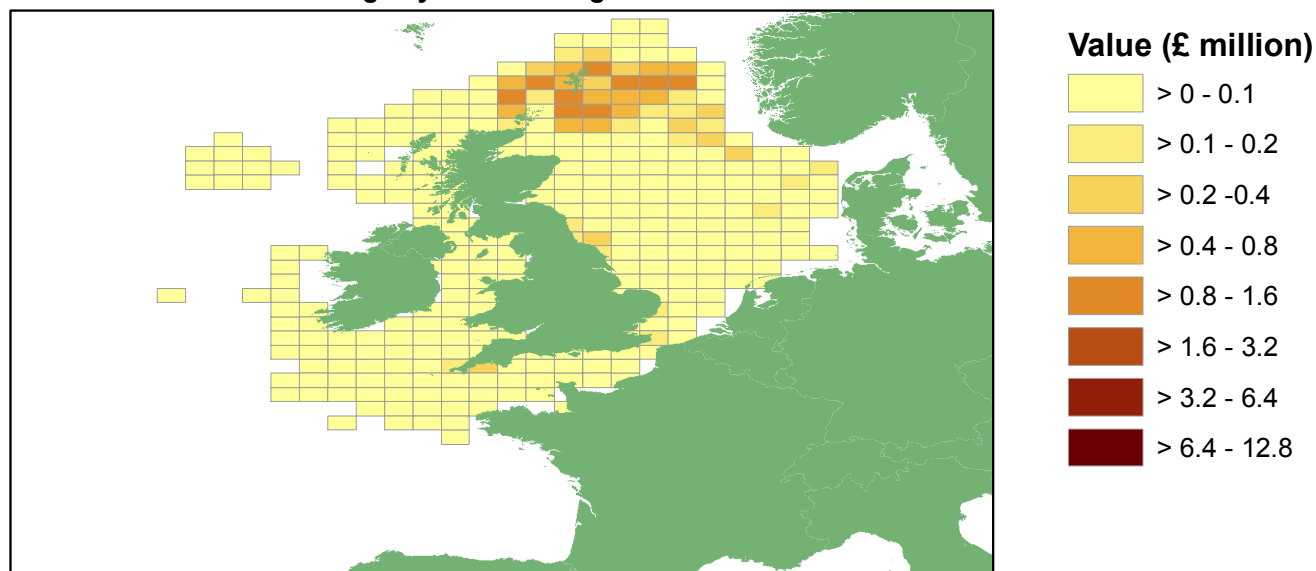 Value (£ million)
> 0 - 0.1
> 0.1 - 0.2
> 0.2 -0.4
> 0.4 - 0.8
> 0.8 - 1.6
> 1.6 - 3.2
> 3.2 - 6.4
> 6.4 - 12.8